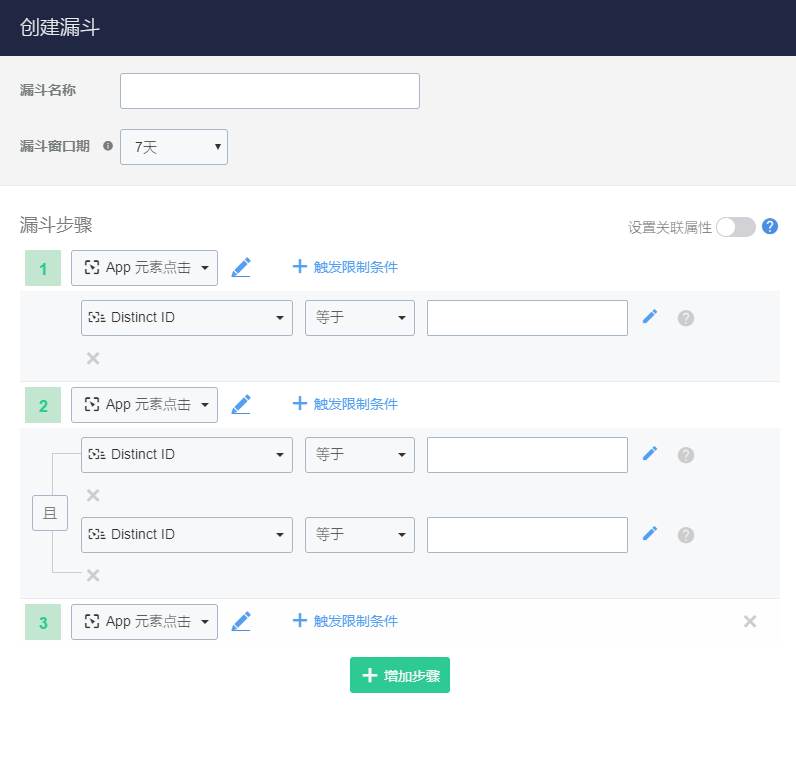 创建漏斗
漏斗名称
漏斗窗口期 7天
漏斗步骤 设置关联属性 ?
1 App 元素点击 + 触发限制条件
Distinct ID 等于 ?
2 App 元素点击 + 触发限制条件
Distinct ID 等于 ?
且
Distinct ID 等于 ?
3 App 元素点击 + 触发限制条件
+ 增加步骤